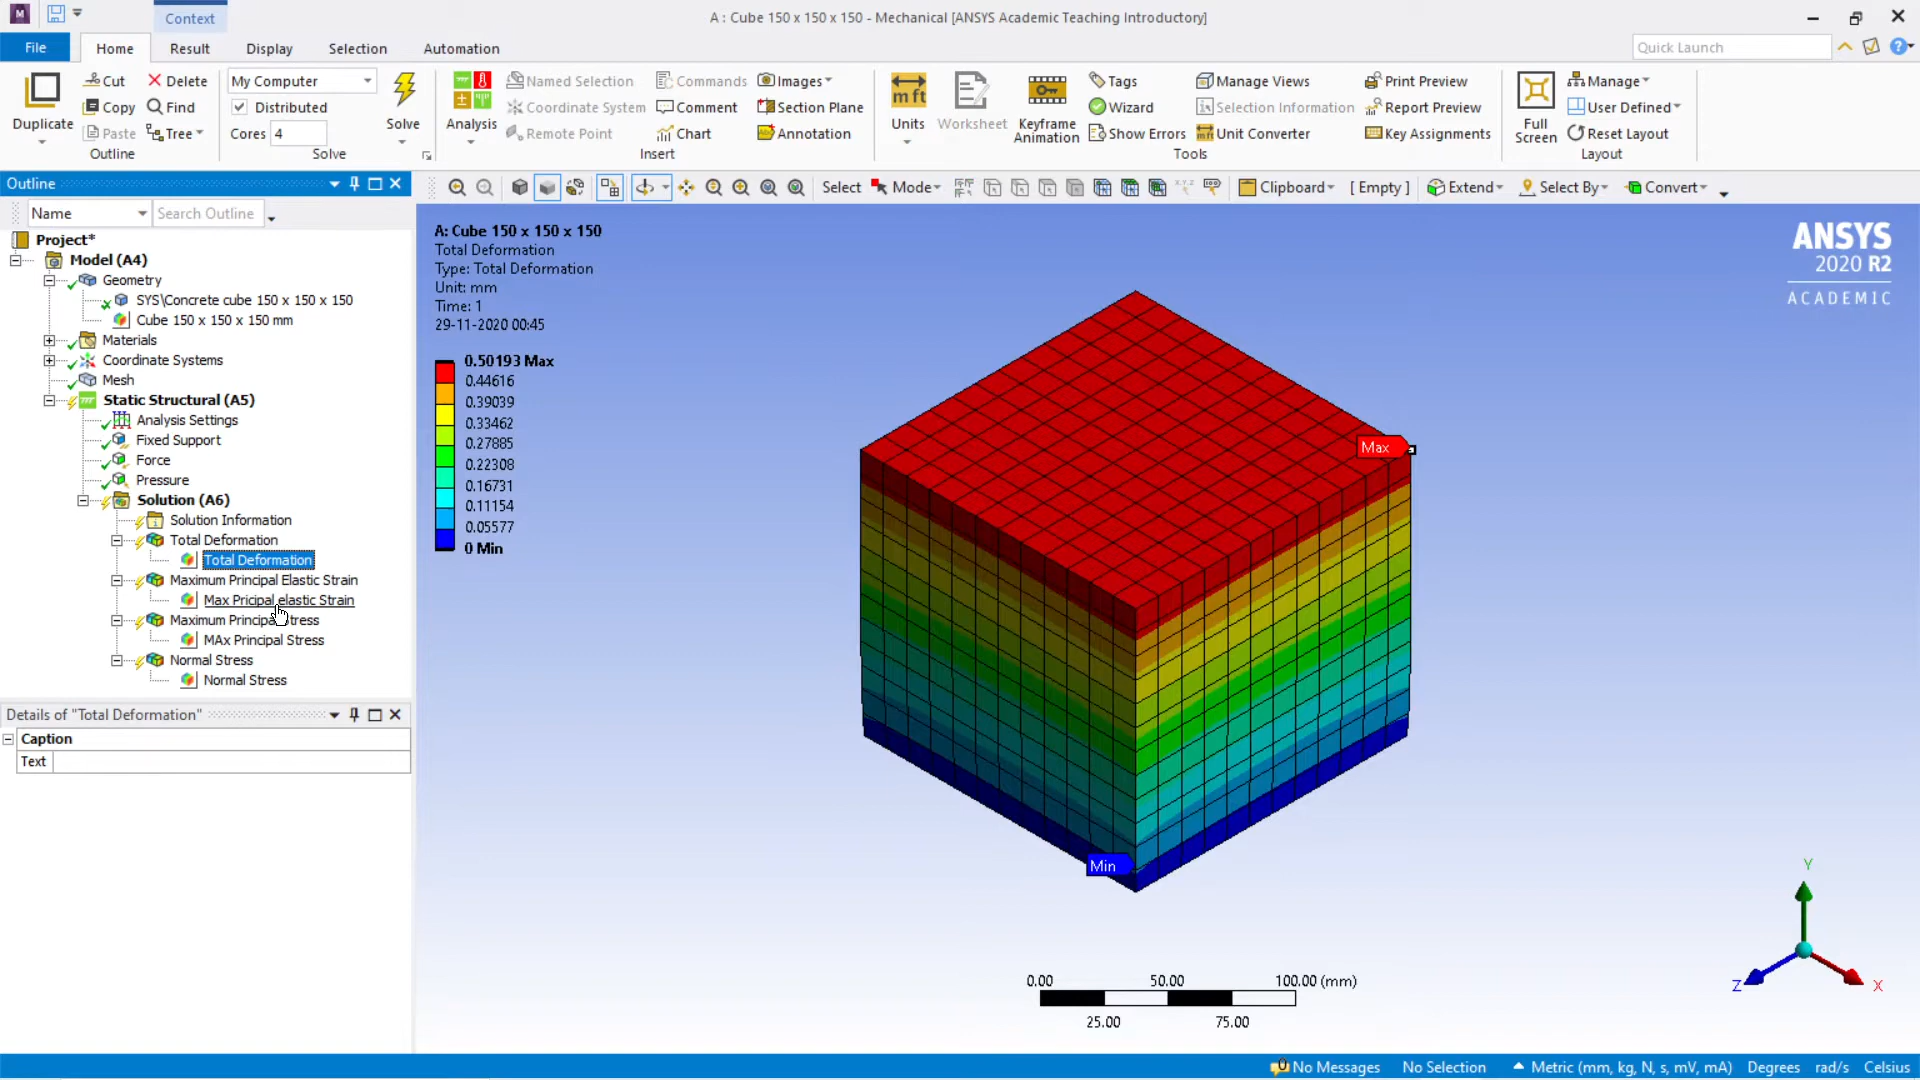 Context
A : Cube 150 x 150 x 150 - Mechanical [ANSYS Academic Teaching Introductory]
File Home Result Display Selection Automation
Quick Launch
Duplicate
Cut
Copy
Paste
Delete
Find
Tree
Outline
My Computer
Distributed
Cores 4
Solve
Solve
Analysis
Named Selection
Coordinate System
Remote Point
Commands
Comment
Chart
Images
Section Plane
Annotation
Insert
Units
Worksheet
Keyframe
Animation
Tags
Wizard
Show Errors
Manage Views
Selection Information
Unit Converter
Print Preview
Report Preview
Key Assignments
Tools
Full
Screen
Manage
User Defined
Reset Layout
Layout
Outline
Select Mode Clipboard [ Empty ] Extend Select By Convert
Name Search Outline
Project*
Model (A4)
Geometry
SYS\Concrete cube 150 x 150 x 150
Cube 150 x 150 x 150 mm
Materials
Coordinate Systems
Mesh
Static Structural (A5)
Analysis Settings
Fixed Support
Force
Pressure
Solution (A6)
Solution Information
Total Deformation
Total Deformation
Maximum Principal Elastic Strain
Max Pricipal elastic Strain
Maximum Principal Stress
MAx Principal Stress
Normal Stress
Normal Stress
Details of "Total Deformation"
Caption
Text
A: Cube 150 x 150 x 150
Total Deformation
Type: Total Deformation
Unit: mm
Time: 1
29-11-2020 00:45
0.50193 Max
0.44616
0.39039
0.33462
0.27885
0.22308
0.16731
0.11154
0.05577
0 Min
ANSYS
2020 R2
ACADEMIC
Max
Min
0.00 50.00 100.00 (mm)
25.00 75.00
Y
Z
X
0 No Messages No Selection Metric (mm, kg, N, s, mV, mA) Degrees rad/s Celsius